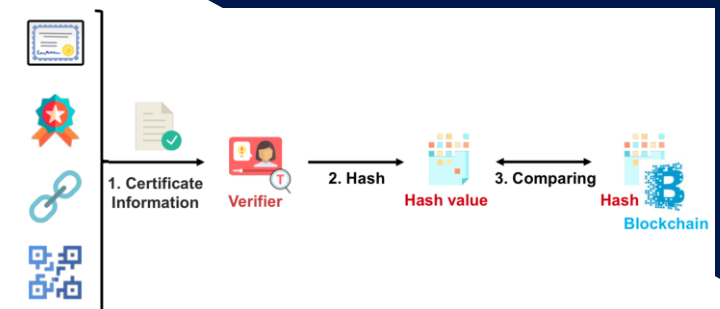 1. Certificate
Information
Verifier
T
2. Hash
Hash value
3. Comparing
Hash
Blockchain